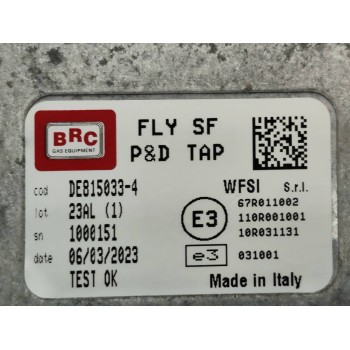 BRC
GAS EQUIPMENT
FLY SF
P&D TAP
cod DE815033-4
lot 23AL (1)
sn 1000151
date 06/03/2023
TEST OK
WFSI S.r.l.
E3
67R011002
110R001001
10R031131
e3 031001
Made in Italy